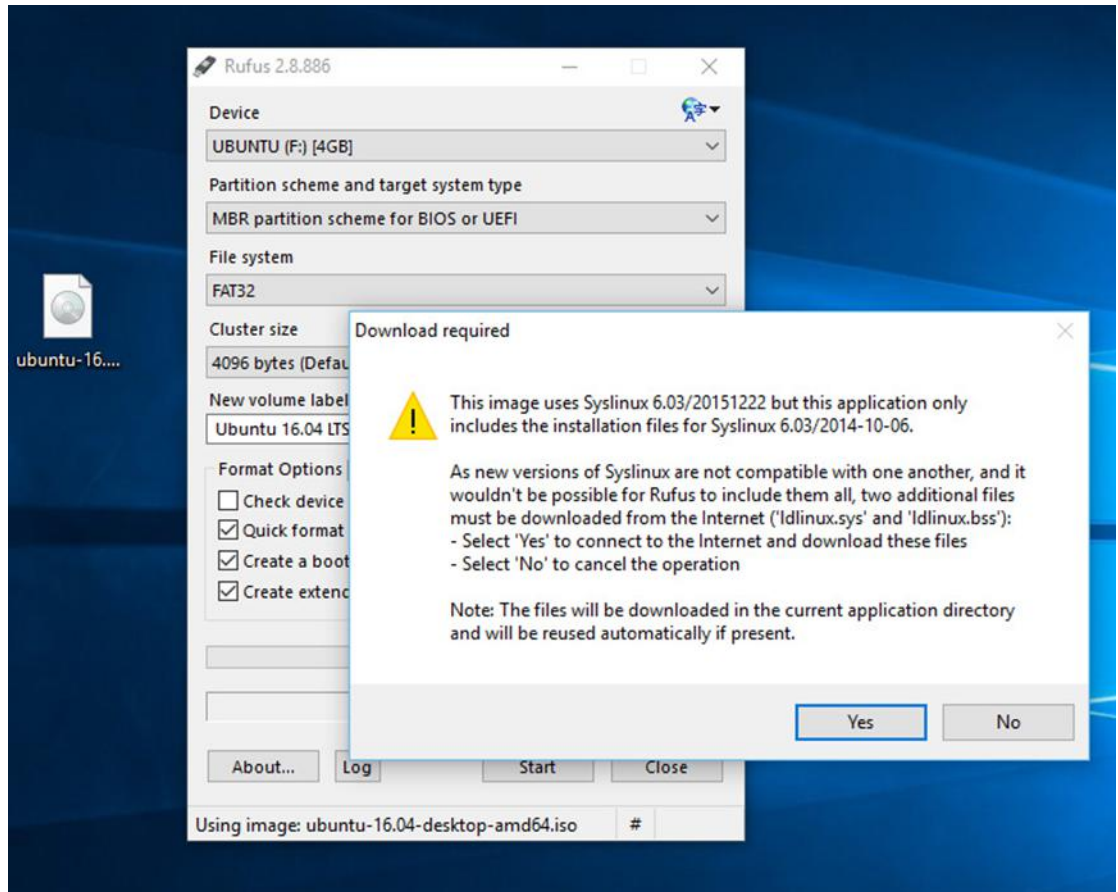 Rufus 2.8.886
Device
UBUNTU (F:) [4GB]
Partition scheme and target system type
MBR partition scheme for BIOS or UEFI
File system
FAT32
Cluster size
4096 bytes (Defau
New volume label
Ubuntu 16.04 LTS
Format Options
Check device
Quick format
Create a boot
Create extend
About...
Log
Start
Close
Using image: ubuntu-16.04-desktop-amd64.iso
#
ubuntu-16....
Download required
This image uses Syslinux 6.03/20151222 but this application only
includes the installation files for Syslinux 6.03/2014-10-06.
As new versions of Syslinux are not compatible with one another, and it
wouldn't be possible for Rufus to include them all, two additional files
must be downloaded from the Internet ('ldlinux.sys' and 'ldlinux.bss'):
- Select 'Yes' to connect to the Internet and download these files
- Select 'No' to cancel the operation
Note: The files will be downloaded in the current application directory
and will be reused automatically if present.
Yes
No